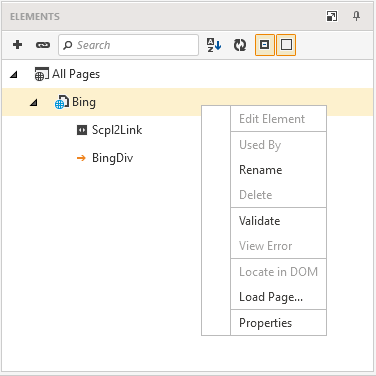 ELEMENTS
Search
All Pages
Bing
Scpl2Link
BingDiv
Edit Element
Used By
Rename
Delete
Validate
View Error
Locate in DOM
Load Page...
Properties